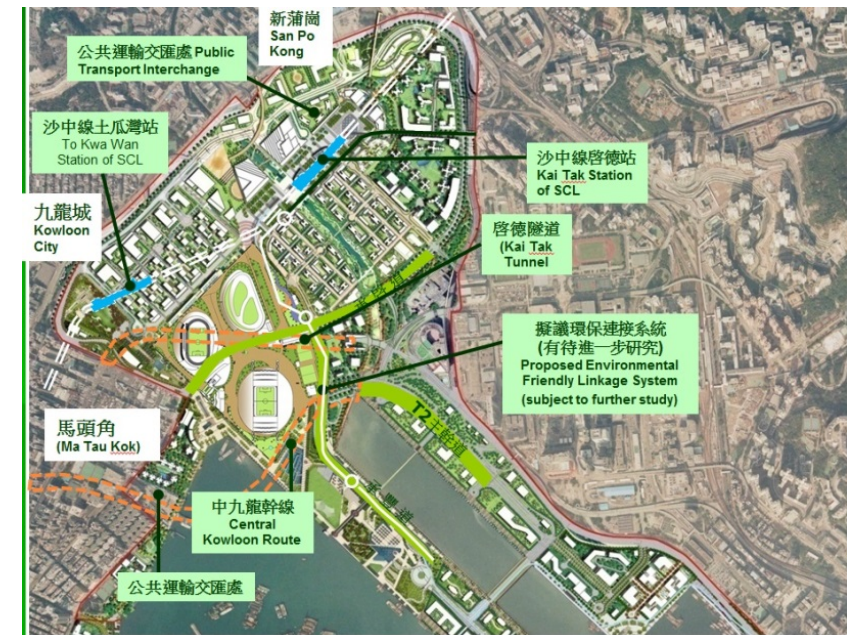 新蒲崗
San Po
Kong
公共運輸交匯處 Public
Transport Interchange
沙中線土瓜灣站
To Kwa Wan
Station of SCL
沙中線啓德站
Kai Tak Station
of SCL
九龍城
Kowloon
City
啓德隧道
(Kai Tak
Tunnel
擬議環保連接系統
(有待進一步研究)
Proposed Environmental
Friendly Linkage System
(subject to further study)
T2主幹道
馬頭角
(Ma Tau Kok)
承豐道
中九龍幹線
Central
Kowloon Route
公共運輸交匯處